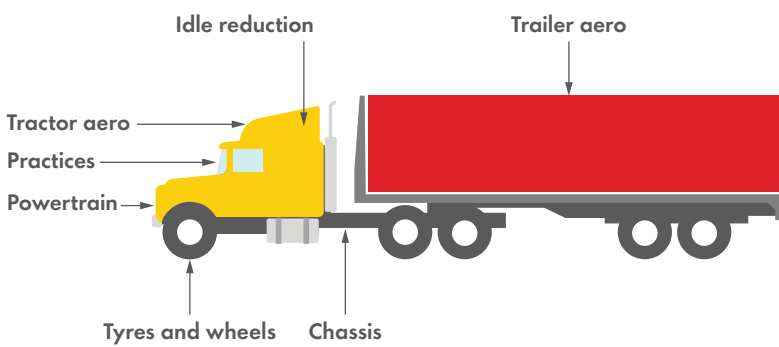 Idle reduction
Trailer aero
Tractor aero
Practices
Powertrain
Tyres and wheels
Chassis